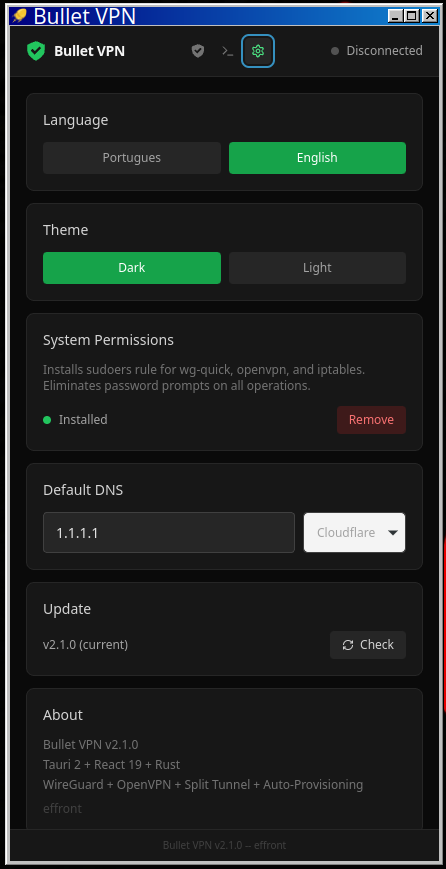 Bullet VPN
Bullet VPN
Disconnected
Language
Portugues
English
Theme
Dark
Light
System Permissions
Installs sudoers rule for wg-quick, openvpn, and iptables.
Eliminates password prompts on all operations.
Installed
Remove
Default DNS
1.1.1.1
Cloudflare
Update
v2.1.0 (current)
Check
About
Bullet VPN v2.1.0
Tauri 2 + React 19 + Rust
WireGuard + OpenVPN + Split Tunnel + Auto-Provisioning
effront
Bullet VPN v2.1.0 -- effront